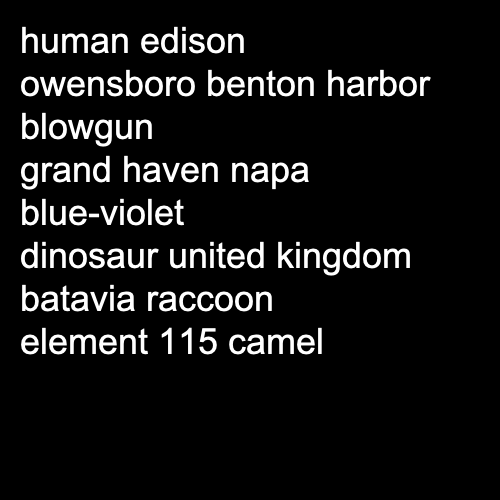 human edison
owensboro benton harbor
blowgun
grand haven napa
blue-violet
dinosaur united kingdom
batavia raccoon
element 115 camel